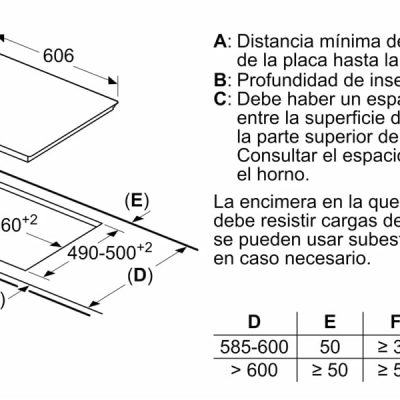 606
(E)
60+2
490-500+2
(D)
)
A: Distancia mínima de
de la placa hasta la
B: Profundidad de inse
C: Debe haber un espa
entre la superficie d
la parte superior de
Consultar el espacio
el horno.
La encimera en la que
debe resistir cargas de
se pueden usar subest
en caso necesario.
D E F
585-600 50 ≥ 3
> 600 ≥ 50 ≥ 5